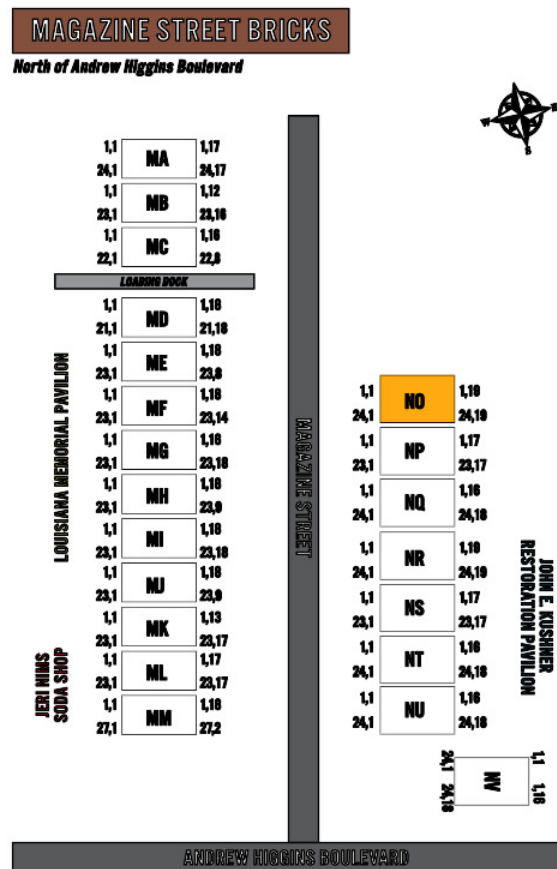 MAGAZINE STREET BRICKS
North of Andrew Higgins Boulevard
W
S
1,1 MA 1,17
24,1 24,17
1,1 MB 1,12
23,1 23,16
1,1 MC 1,16
22,1 22,8
LOADING DOCK
1,1 MD 1,18
21,1 21,18
1,1 ME 1,18
23,1 23,8
1,1 MF 1,18
23,1 23,14
1,1 MG 1,18
23,1 23,18
1,1 MH 1,18
23,1 23,9
1,1 MI 1,18
23,1 23,18
1,1 MJ 1,18
23,1 23,9
1,1 MK 1,13
23,1 23,17
1,1 ML 1,17
23,1 23,17
1,1 MM 1,18
27,1 27,2
LOUISIANA MEMORIAL PAVILION
JERI NIMS
SODA SHOP
MAGAZINE STREET
1,1 NO 1,19
24,1 24,19
1,1 NP 1,17
23,1 23,17
1,1 NQ 1,16
24,1 24,18
1,1 NR 1,19
24,1 24,19
1,1 NS 1,17
23,1 23,17
1,1 NT 1,16
24,1 24,18
1,1 NU 1,16
24,1 24,18
JOHN E. KUSHNER
RESTORATION PAVILION
24,1 NV 1,1
24,18 1,16
ANDREW HIGGINS BOULEVARD